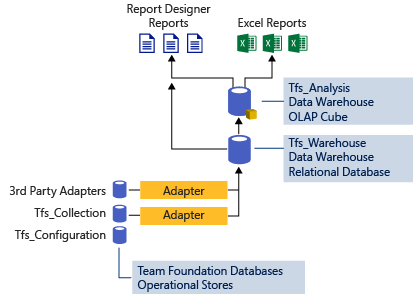 Report Designer
Reports
Excel Reports
Tfs_Analysis
Data Warehouse
OLAP Cube
Tfs_Warehouse
Data Warehouse
Relational Database
3rd Party Adapters
Adapter
Tfs_Collection
Adapter
Tfs_Configuration
Team Foundation Databases
Operational Stores